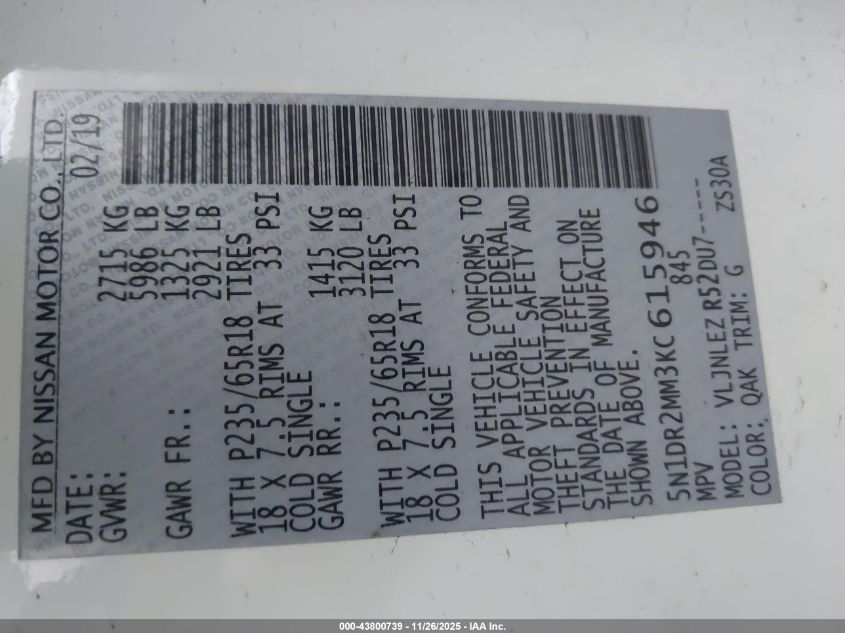 MFD BY NISSAN MOTOR CO., LTD.
DATE: 02/19
GVWR: 2715 KG
5986 LB
GAWR FR.: 1325 KG
2921 LB
WITH P235/65R18 TIRES
18 X 7.5 RIMS AT 33 PSI
COLD SINGLE
GAWR RR.: 1415 KG
3120 LB
WITH P235/65R18 TIRES
18 X 7.5 RIMS AT 33 PSI
COLD SINGLE
THIS VEHICLE CONFORMS TO
ALL APPLICABLE FEDERAL
MOTOR VEHICLE SAFETY AND
THEFT PREVENTION
STANDARDS IN EFFECT ON
THE DATE OF MANUFACTURE
SHOWN ABOVE.
5N1DR2MM3KC615946
MPV 845
MODEL: VLJNLEZ R52DU7-----
COLOR: QAK TRIM: G ZS30A
000-43800739 - 11/26/2025 - IAA Inc.